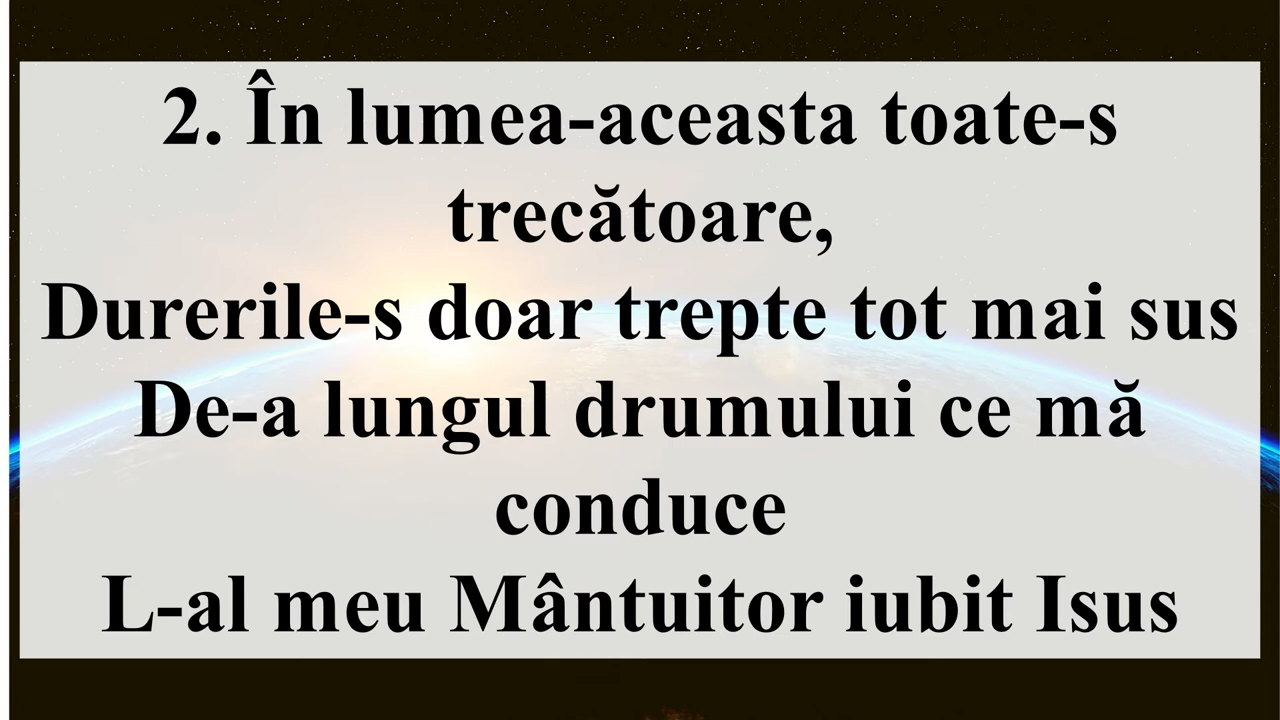 2. În lumea-aceasta toate-s
trecătoare,
Durerile-s doar trepte tot mai sus
De-a lungul drumului ce mă
conduce
L-al meu Mântuitor iubit Isus